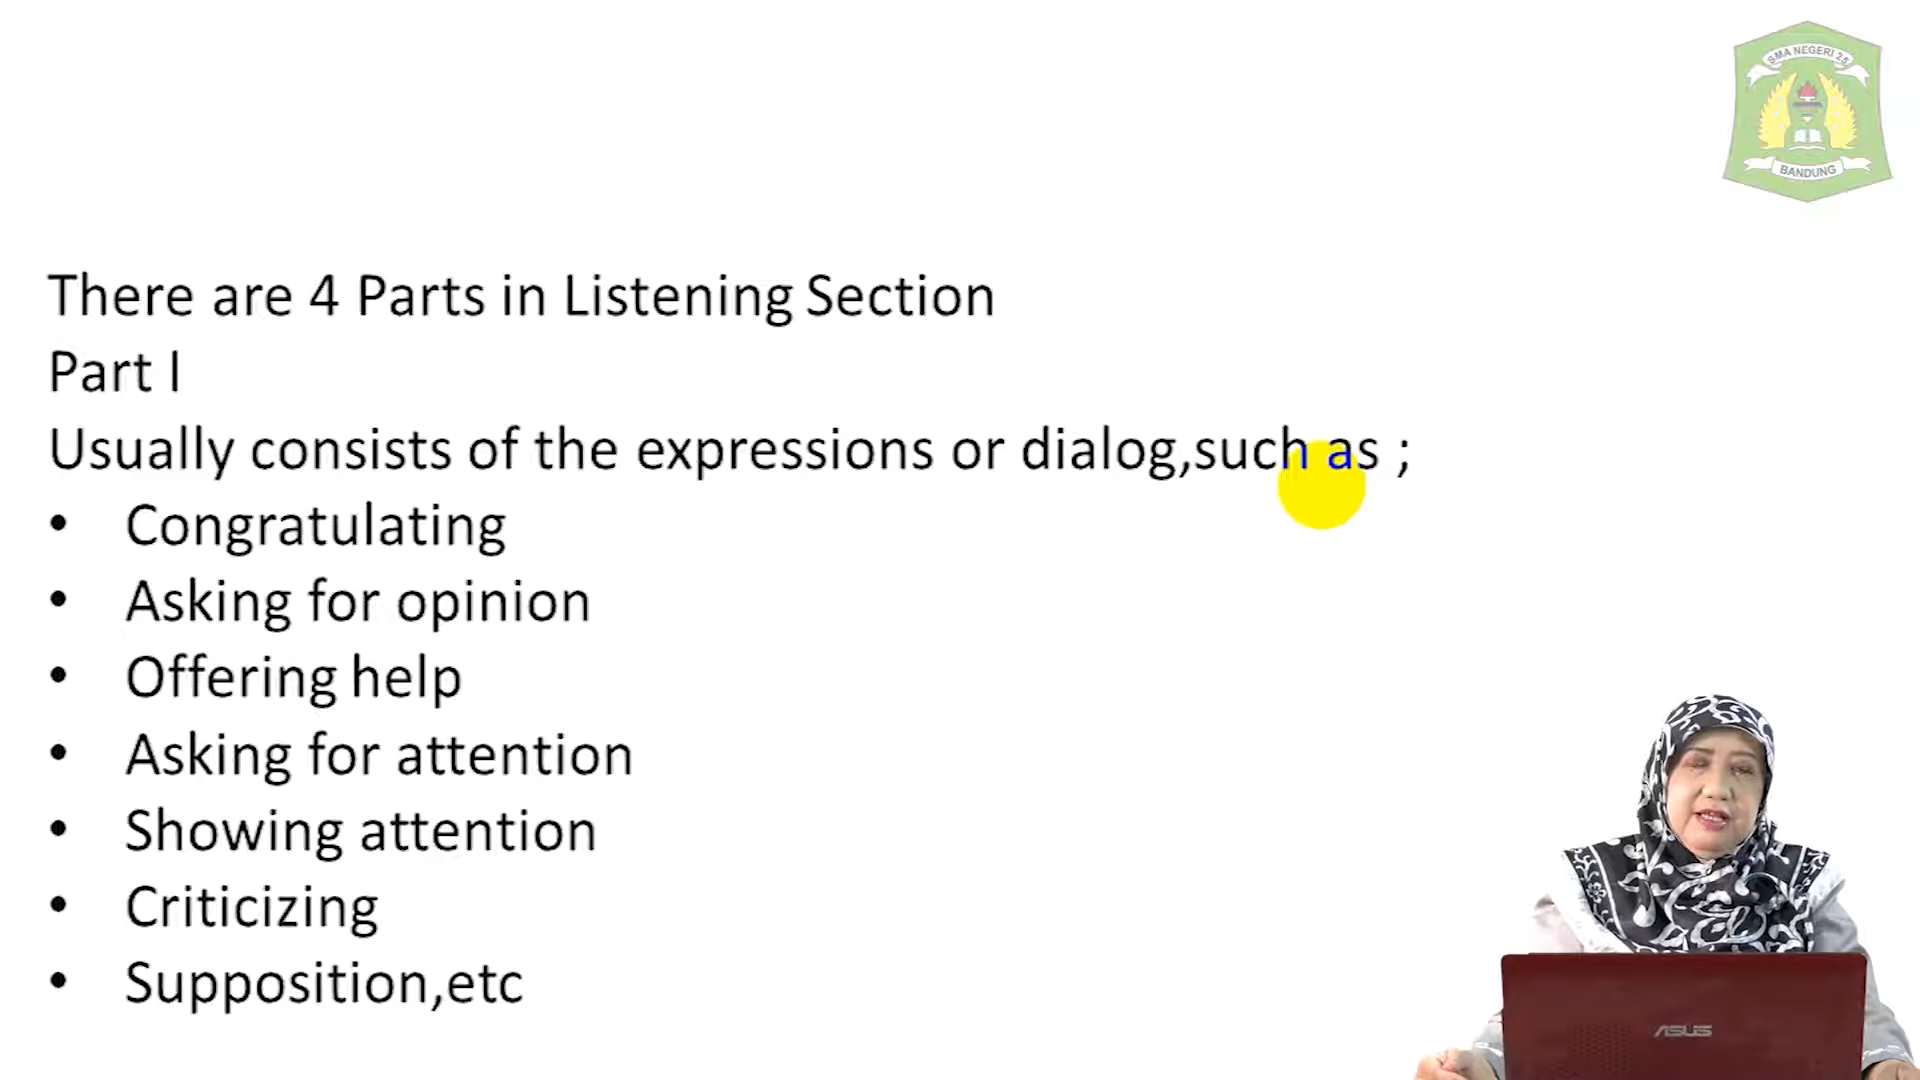 SMA NEGERI 25
BANDUNG
There are 4 Parts in Listening Section
Part I
Usually consists of the expressions or dialog,such as ;
• Congratulating
• Asking for opinion
• Offering help
• Asking for attention
• Showing attention
• Criticizing
• Supposition,etc
ASUS